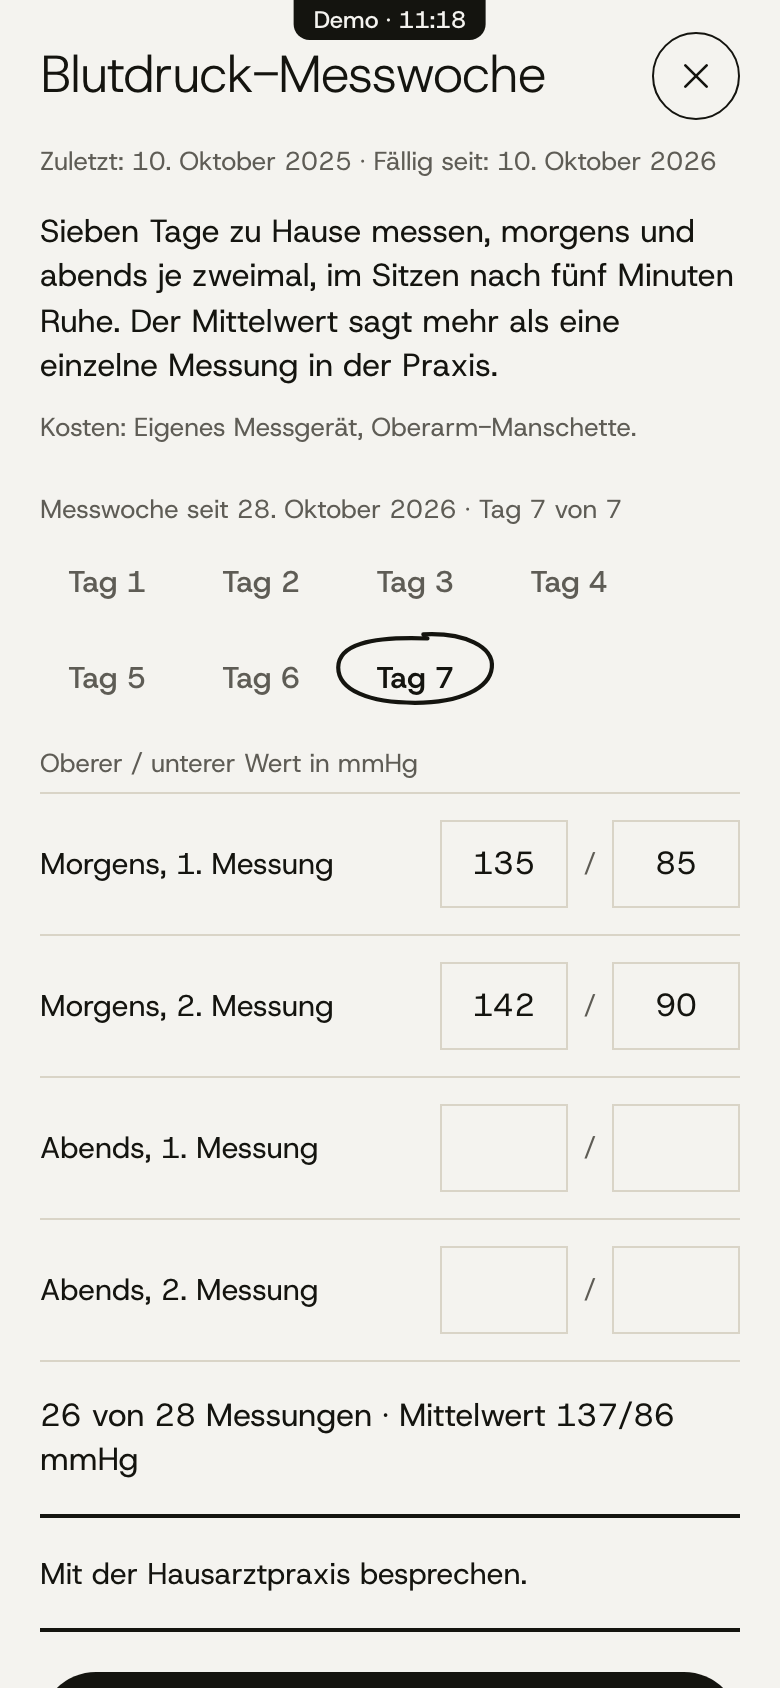 Demo · 11:18
Blutdruck-Messwoche
Zuletzt: 10. Oktober 2025 · Fällig seit: 10. Oktober 2026
Sieben Tage zu Hause messen, morgens und
abends je zweimal, im Sitzen nach fünf Minuten
Ruhe. Der Mittelwert sagt mehr als eine
einzelne Messung in der Praxis.
Kosten: Eigenes Messgerät, Oberarm-Manschette.
Messwoche seit 28. Oktober 2026 · Tag 7 von 7
Tag 1 Tag 2 Tag 3 Tag 4
Tag 5 Tag 6 Tag 7
Oberer / unterer Wert in mmHg
Morgens, 1. Messung 135 / 85
Morgens, 2. Messung 142 / 90
Abends, 1. Messung /
Abends, 2. Messung /
26 von 28 Messungen · Mittelwert 137/86
mmHg
Mit der Hausarztpraxis besprechen.